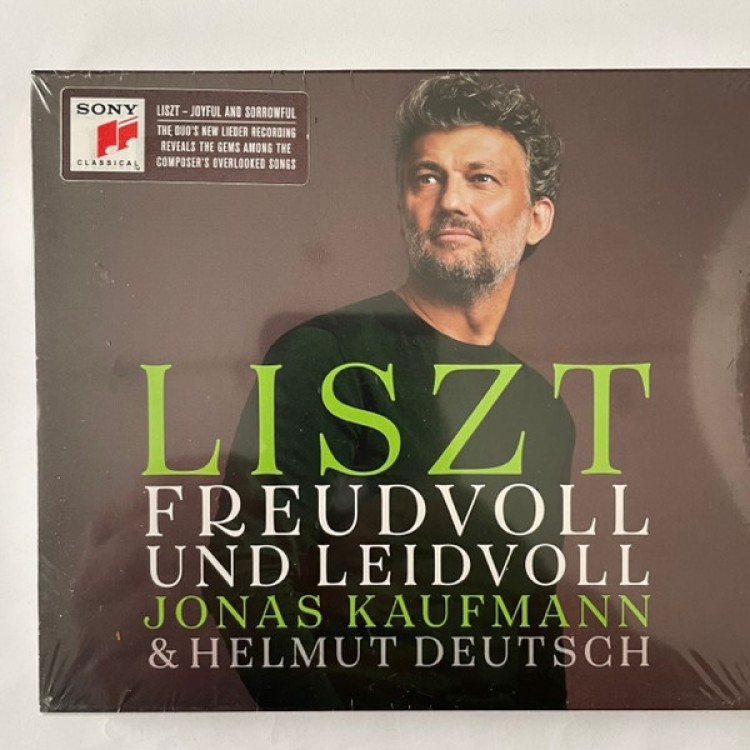 SONY
CLASSICAL
LISZT – JOYFUL AND SORROWFUL
THE DUO'S NEW LIEDER RECORDING
REVEALS THE GEMS AMONG THE
COMPOSER'S OVERLOOKED SONGS
LISZT
FREUDVOLL
UND LEIDVOLL
JONAS KAUFMANN
& HELMUT DEUTSCH